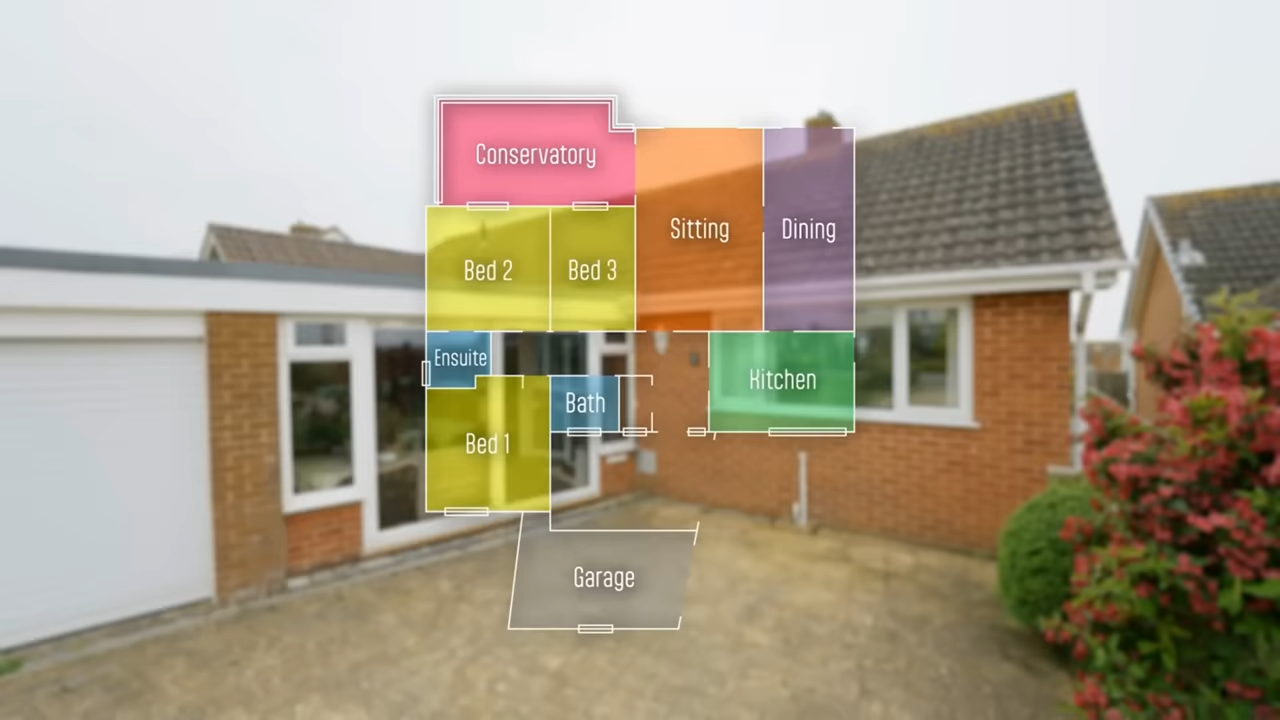 Conservatory
Sitting
Dining
Bed 2
Bed 3
Ensuite
Kitchen
Bath
Bed 1
Garage